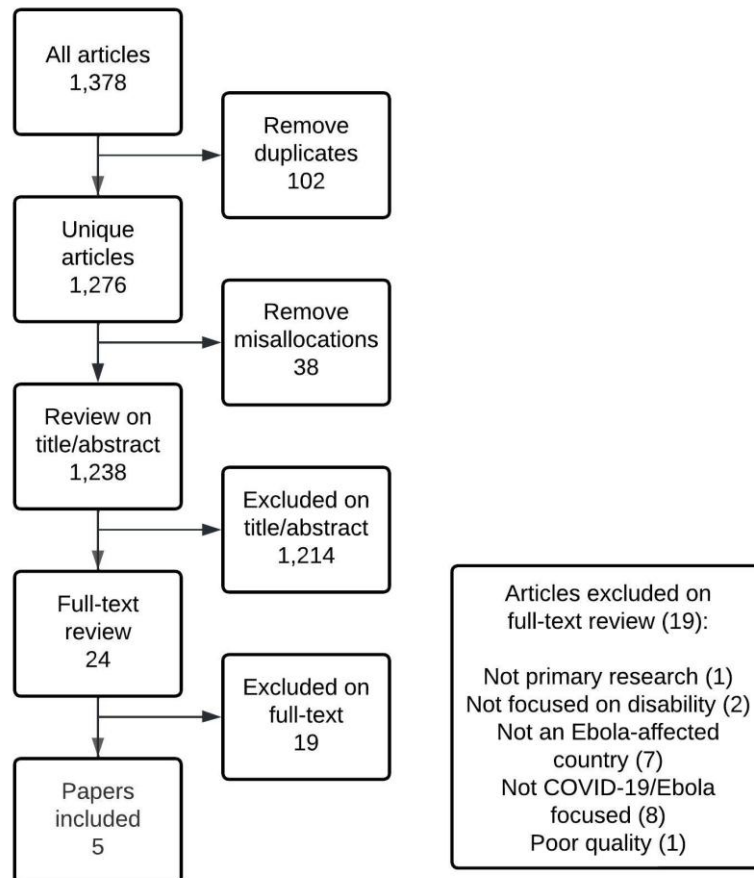 All articles
1,378
Remove
duplicates
102
Unique
articles
1,276
Remove
misallocations
38
Review on
title/abstract
1,238
Excluded on
title/abstract
1,214
Full-text
review
24
Excluded on
full-text
19
Papers
included
5
Articles excluded on
full-text review (19):
Not primary research (1)
Not focused on disability (2)
Not an Ebola-affected
country (7)
Not COVID-19/Ebola
focused (8)
Poor quality (1)